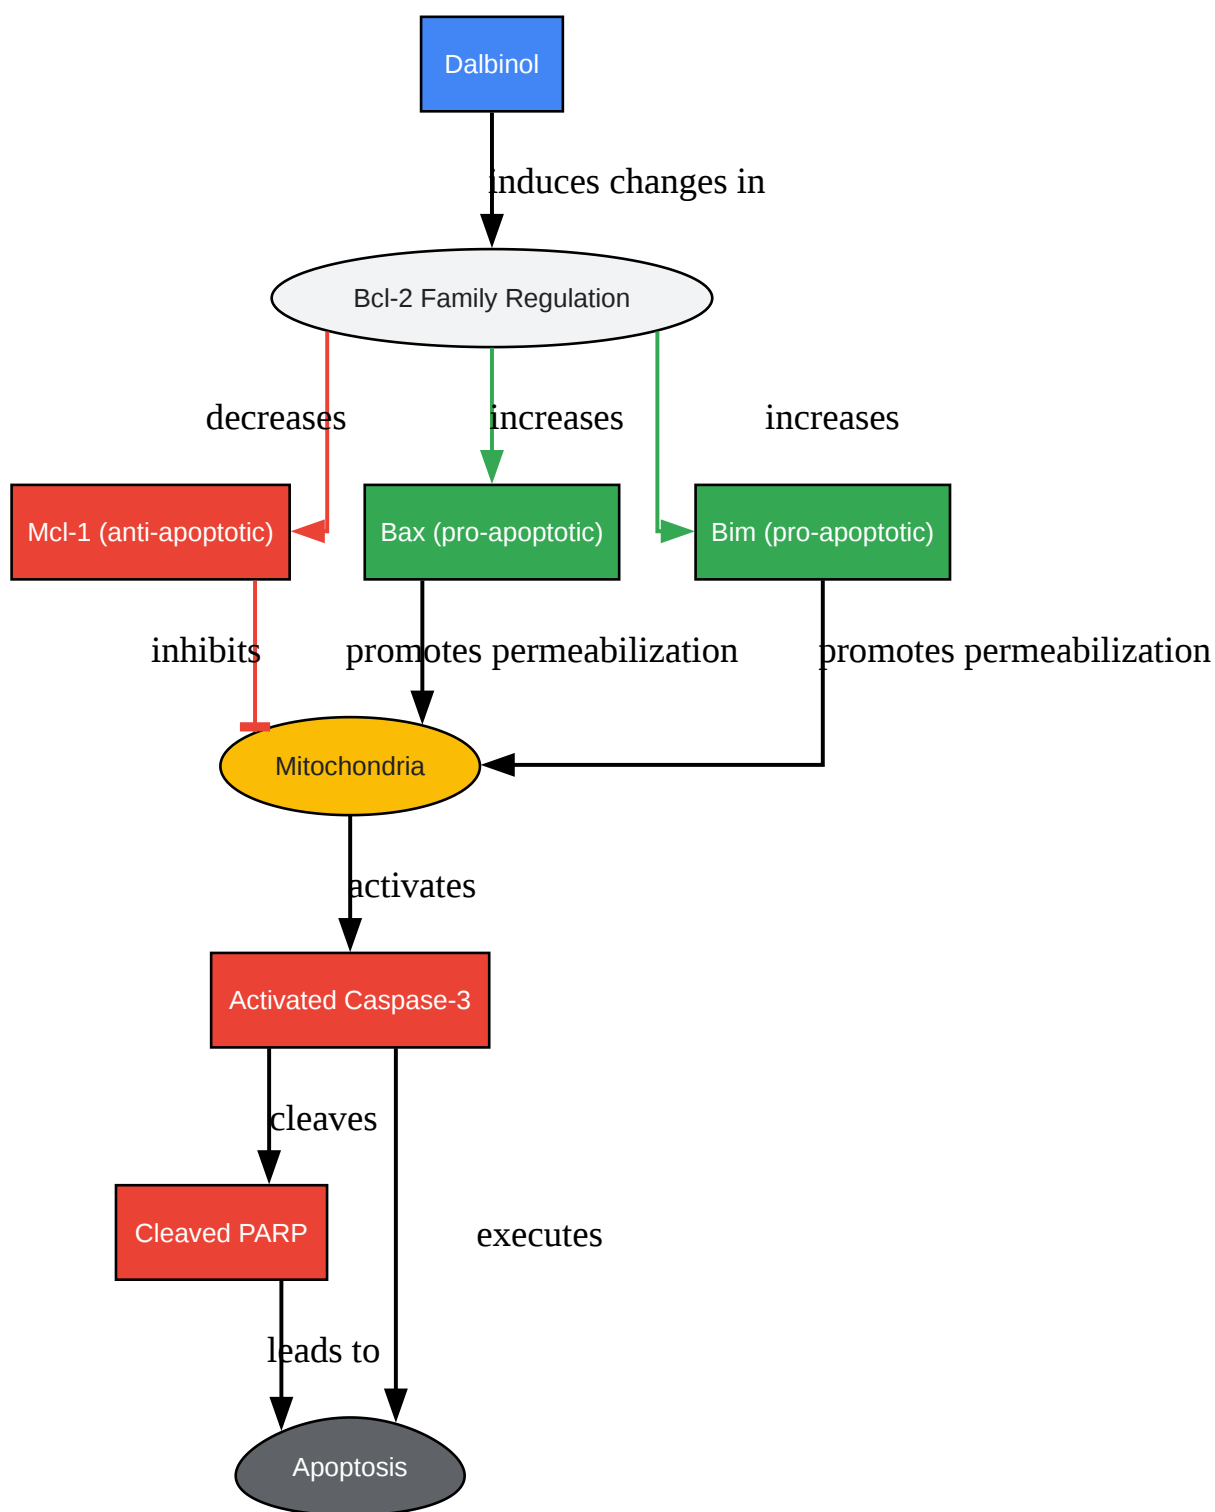 Dalbinol
induces changes in
Bcl-2 Family Regulation
decreases
increases
increases
Mcl-1 (anti-apoptotic)
Bax (pro-apoptotic)
Bim (pro-apoptotic)
inhibits
promotes permeabilization
promotes permeabilization
Mitochondria
activates
Activated Caspase-3
cleaves
Cleaved PARP
executes
leads to
Apoptosis